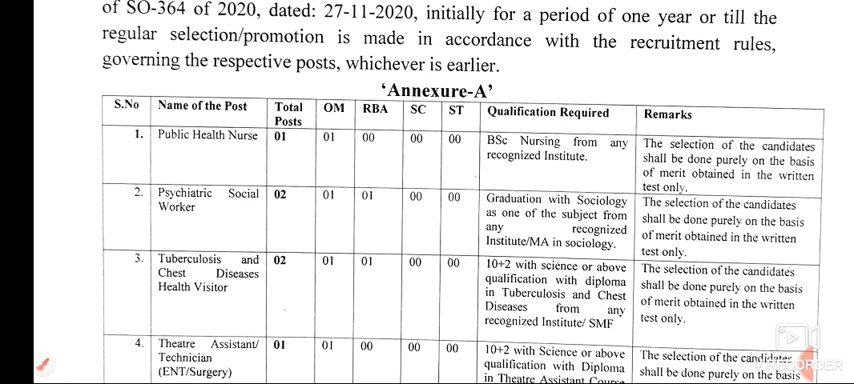 of SO-364 of 2020, dated: 27-11-2020, initially for a period of one year or till the
regular selection/promotion is made in accordance with the recruitment rules,
governing the respective posts, whichever is earlier.
‘Annexure-A’
S.No Name of the Post Total Posts OM RBA SC ST Qualification Required Remarks
1. Public Health Nurse 01 01 00 00 00
BSc Nursing from any
recognized Institute.
The selection of the candidates
shall be done purely on the basis
of merit obtained in the written
test only.
2. Psychiatric Social
Worker
02 01 01 00 00
Graduation with Sociology
as one of the subject from
any recognized
Institute/MA in sociology.
The selection of the candidates
shall be done purely on the basis
of merit obtained in the written
test only.
3. Tuberculosis and
Chest Diseases
Health Visitor
02 01 01 00 00
10+2 with science or above
qualification with diploma
in Tuberculosis and Chest
Diseases from any
recognized Institute/ SMF
The selection of the candidates
shall be done purely on the basis
of merit obtained in the written
test only.
4. Theatre Assistant/
Technician
(ENT/Surgery)
01 01 00 00 00
10+2 with Science or above
qualification with Diploma
in Theatre Assistant Course
The selection of the candidates
shall be done purely on the basis
RECORDER